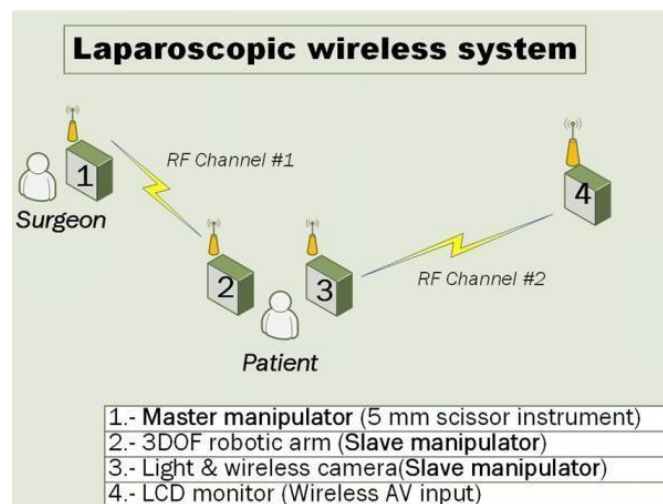 Laparoscopic wireless system
1
RF Channel #1
4
Surgeon
2
3
RF Channel #2
Patient
1.- Master manipulator (5 mm scissor instrument)
2.- 3DOF robotic arm (Slave manipulator)
3.- Light & wireless camera(Slave manipulator)
4.- LCD monitor (Wireless AV input)